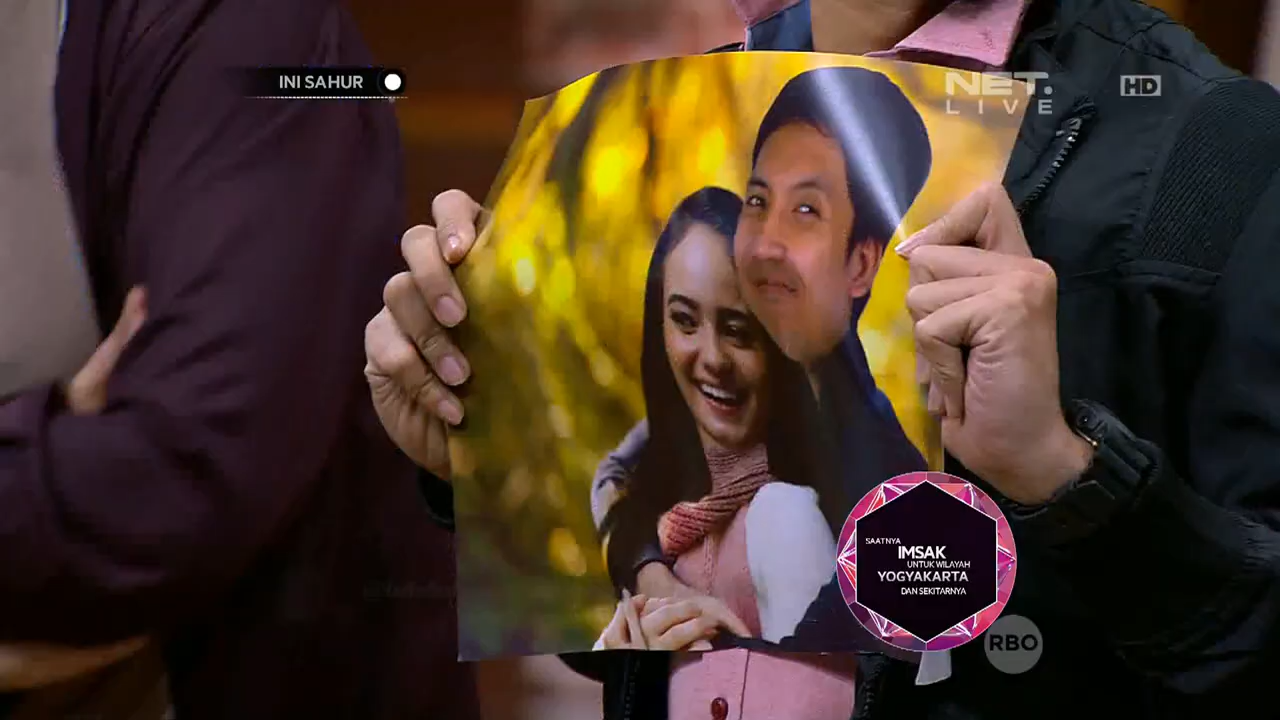 INI SAHUR
NET.
LIVE
HD
SAATNYA
IMSAK
UNTUK WILAYAH
YOGYAKARTA
DAN SEKITARNYA
RBO